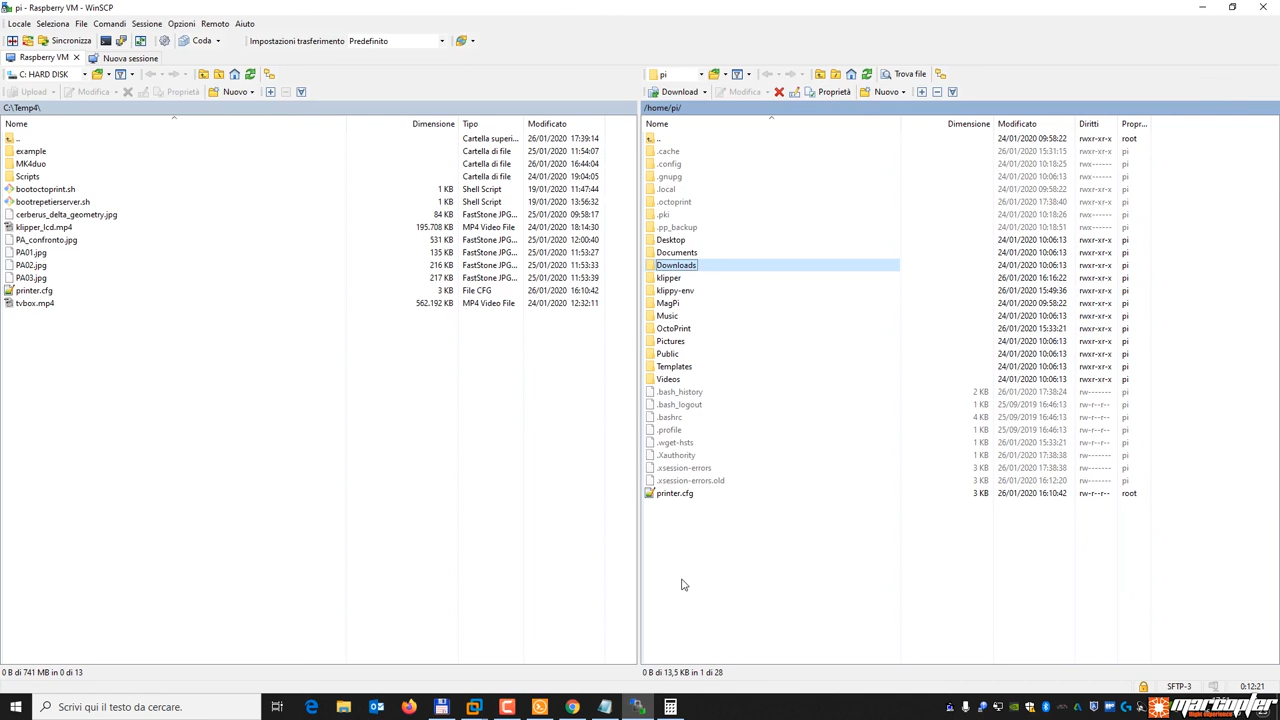 pi - Raspberry VM - WinSCP
Locale Seleziona File Comandi Sessione Opzioni Remoto Aiuto
Sincronizza Coda Impostazioni trasferimento Predefinito
Raspberry VM Nuova sessione
C: HARD DISK pi Trova file
Upload Modifica Proprietà Nuovo Download Modifica Proprietà Nuovo
C:\Temp4\ /home/pi/
Nome Dimensione Tipo Modificato
.. Cartella superi... 26/01/2020 17:39:14
example Cartella di file 25/01/2020 11:54:07
MK4duo Cartella di file 26/01/2020 16:44:04
Scripts Cartella di file 24/01/2020 19:04:05
bootoctoprint.sh 1 KB Shell Script 19/01/2020 11:47:44
bootrepetierserver.sh 1 KB Shell Script 19/01/2020 13:56:32
cerberus_delta_geometry.jpg 84 KB FastStone JPG... 25/01/2020 09:58:17
klipper_lcd.mp4 195.708 KB MP4 Video File 24/01/2020 18:14:30
PA_confronto.jpg 531 KB FastStone JPG... 25/01/2020 12:00:40
PA01.jpg 135 KB FastStone JPG... 25/01/2020 11:53:27
PA02.jpg 216 KB FastStone JPG... 25/01/2020 11:53:33
PA03.jpg 217 KB FastStone JPG... 25/01/2020 11:53:39
printer.cfg 3 KB File CFG 26/01/2020 16:10:42
tvbox.mp4 562.192 KB MP4 Video File 24/01/2020 12:32:11
Nome Dimensione Modificato Diritti Propr...
.. 24/01/2020 09:58:22 rwxr-xr-x root
.cache 26/01/2020 15:31:15 rwxr-xr-x pi
.config 24/01/2020 10:18:25 rwx------ pi
.gnupg 24/01/2020 10:06:13 rwx------ pi
.local 24/01/2020 09:58:22 rwxr-xr-x pi
.octoprint 26/01/2020 17:38:40 rwxr-xr-x pi
.pki 24/01/2020 10:18:26 rwx------ pi
.pp_backup 24/01/2020 10:18:51 rwxr-xr-x pi
Desktop 24/01/2020 10:06:13 rwxr-xr-x pi
Documents 24/01/2020 10:06:13 rwxr-xr-x pi
Downloads 24/01/2020 10:06:13 rwxr-xr-x pi
klipper 26/01/2020 16:16:22 rwxr-xr-x pi
klippy-env 26/01/2020 15:49:36 rwxr-xr-x pi
MagPi 24/01/2020 09:58:22 rwxr-xr-x pi
Music 24/01/2020 10:06:13 rwxr-xr-x pi
OctoPrint 26/01/2020 15:33:21 rwxr-xr-x pi
Pictures 24/01/2020 10:06:13 rwxr-xr-x pi
Public 24/01/2020 10:06:13 rwxr-xr-x pi
Templates 24/01/2020 10:06:13 rwxr-xr-x pi
Videos 24/01/2020 10:06:13 rwxr-xr-x pi
.bash_history 2 KB 26/01/2020 17:38:24 rw------- pi
.bash_logout 1 KB 25/09/2019 16:46:13 rw-r--r-- pi
.bashrc 4 KB 25/09/2019 16:46:13 rw-r--r-- pi
.profile 1 KB 25/09/2019 16:46:13 rw-r--r-- pi
.wget-hsts 1 KB 26/01/2020 15:33:21 rw-r--r-- pi
.Xauthority 1 KB 26/01/2020 17:38:38 rw------- pi
.xsession-errors 3 KB 26/01/2020 17:38:38 rw------- pi
.xsession-errors.old 3 KB 26/01/2020 16:12:20 rw------- pi
printer.cfg 3 KB 26/01/2020 16:10:42 rw-r--r-- root
0 B di 741 MB in 0 di 13 0 B di 13,5 KB in 1 di 28
SFTP-3 0:12:21
Scrivi qui il testo da cercare.
martcopter